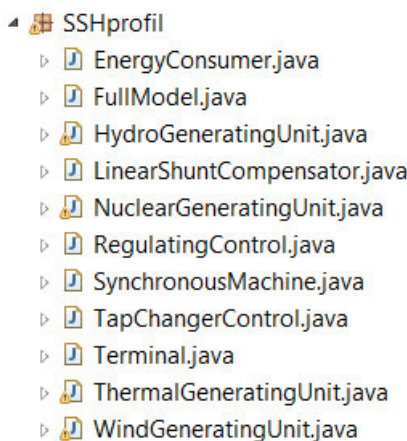 SSHprofil
EnergyConsumer.java
FullModel.java
HydroGeneratingUnit.java
LinearShuntCompensator.java
NuclearGeneratingUnit.java
RegulatingControl.java
SynchronousMachine.java
TapChangerControl.java
Terminal.java
ThermalGeneratingUnit.java
WindGeneratingUnit.java